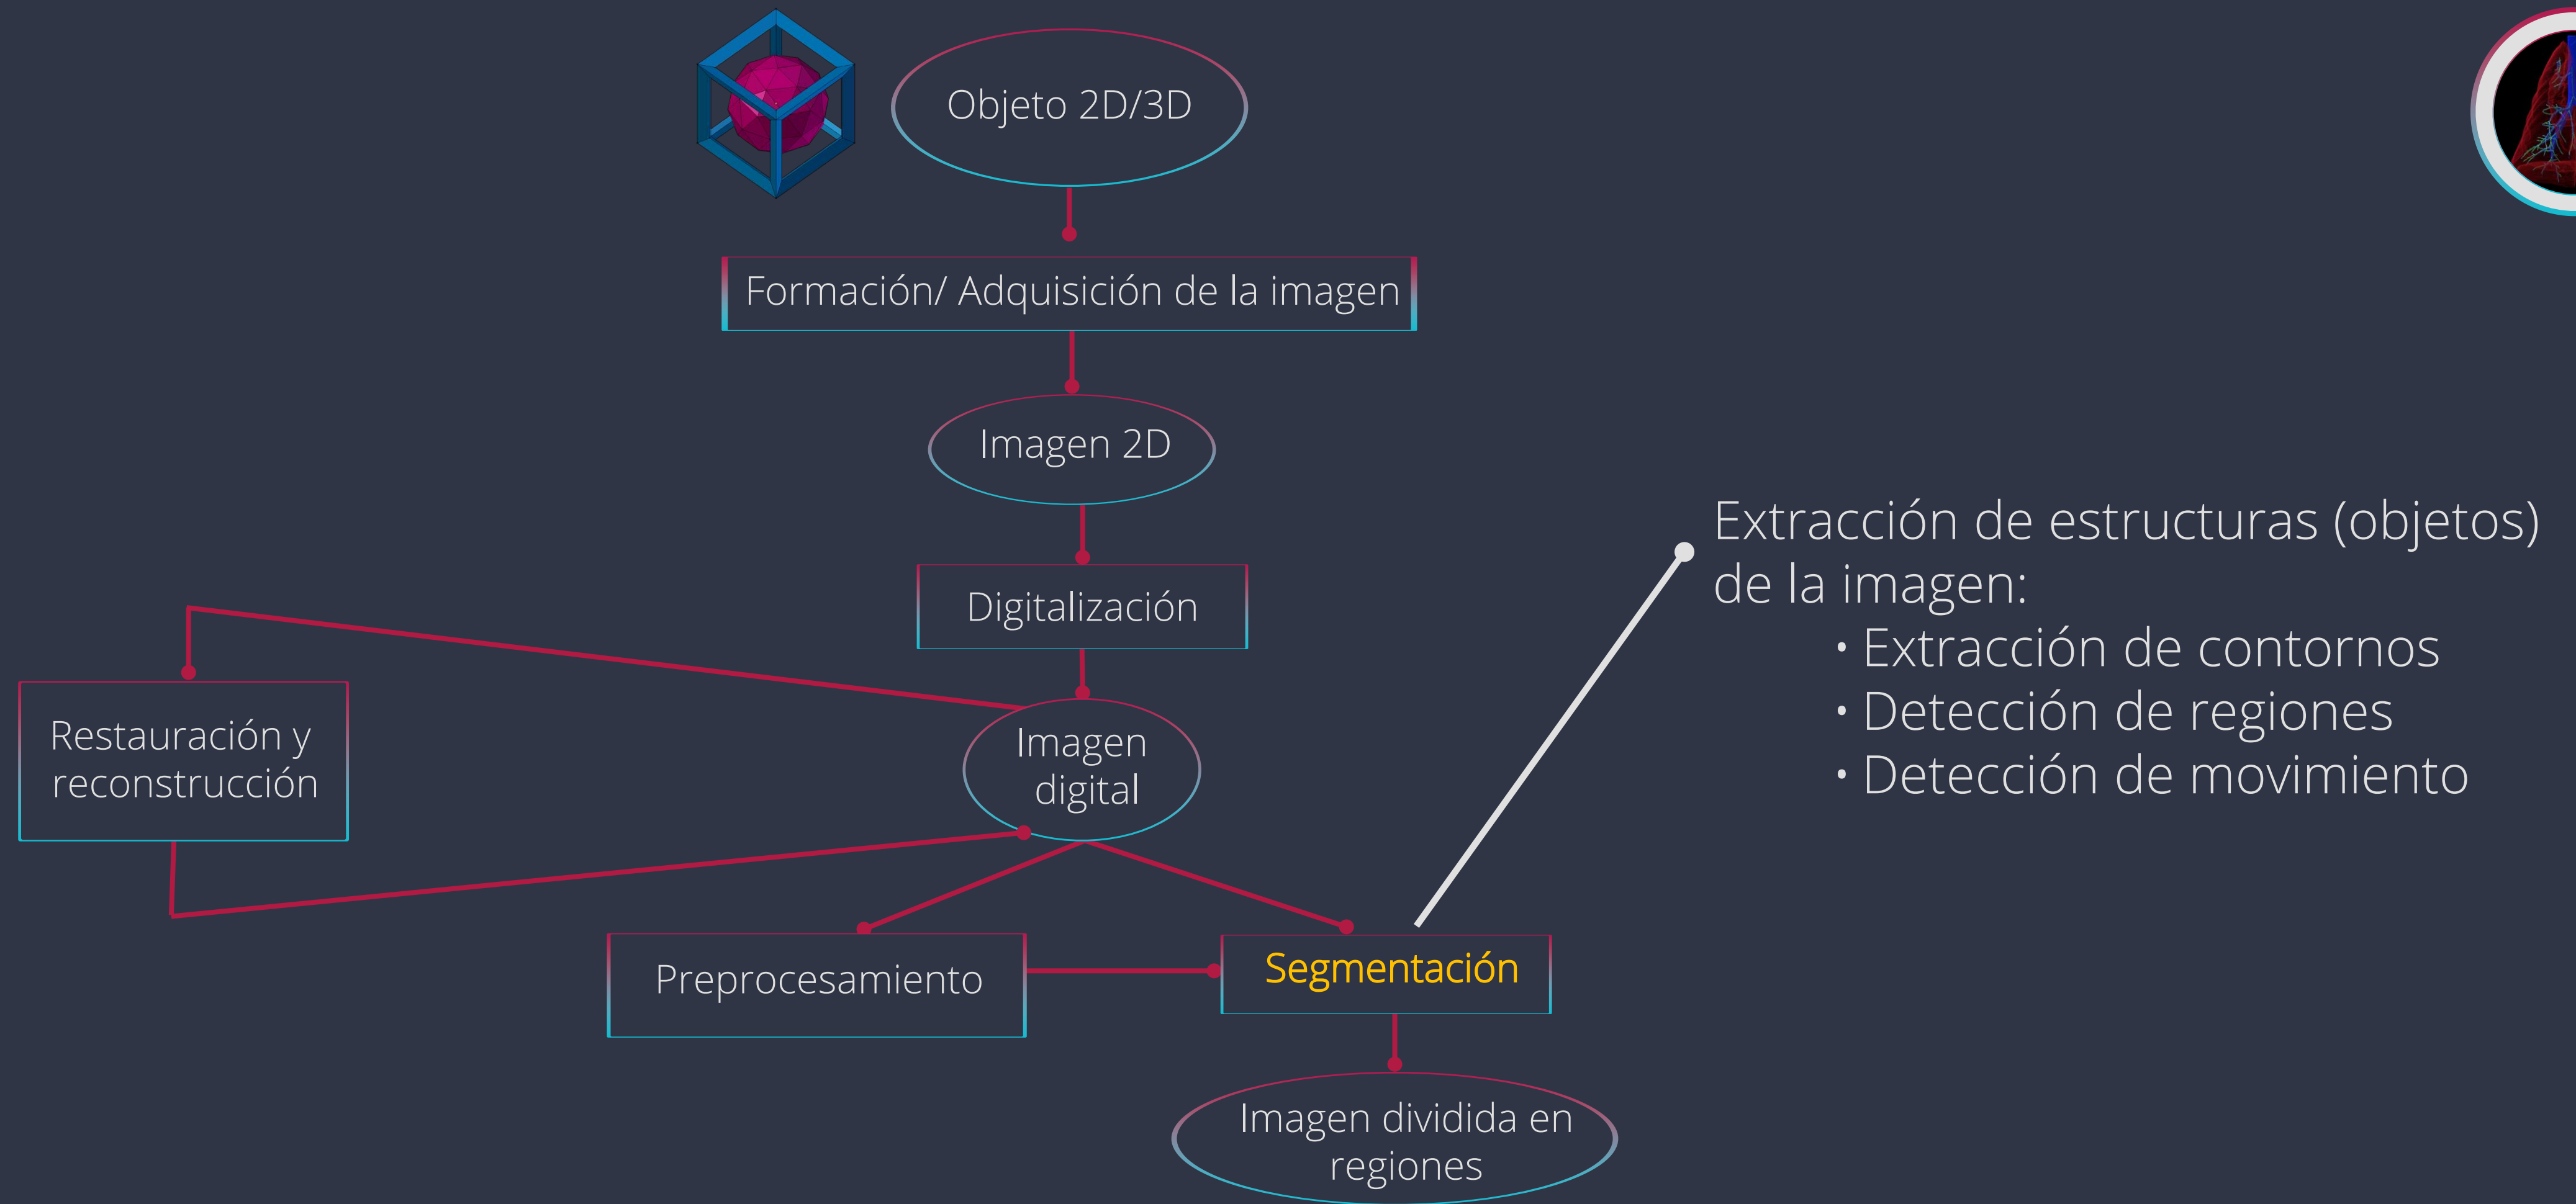 Objeto 2D/3D
Formación/ Adquisición de la imagen
Imagen 2D
Digitalización
Imagen
digital
Restauración y
reconstrucción
Preprocesamiento
Segmentación
Imagen dividida en
regiones
Extracción de estructuras (objetos)
de la imagen:
· Extracción de contornos
· Detección de regiones
· Detección de movimiento